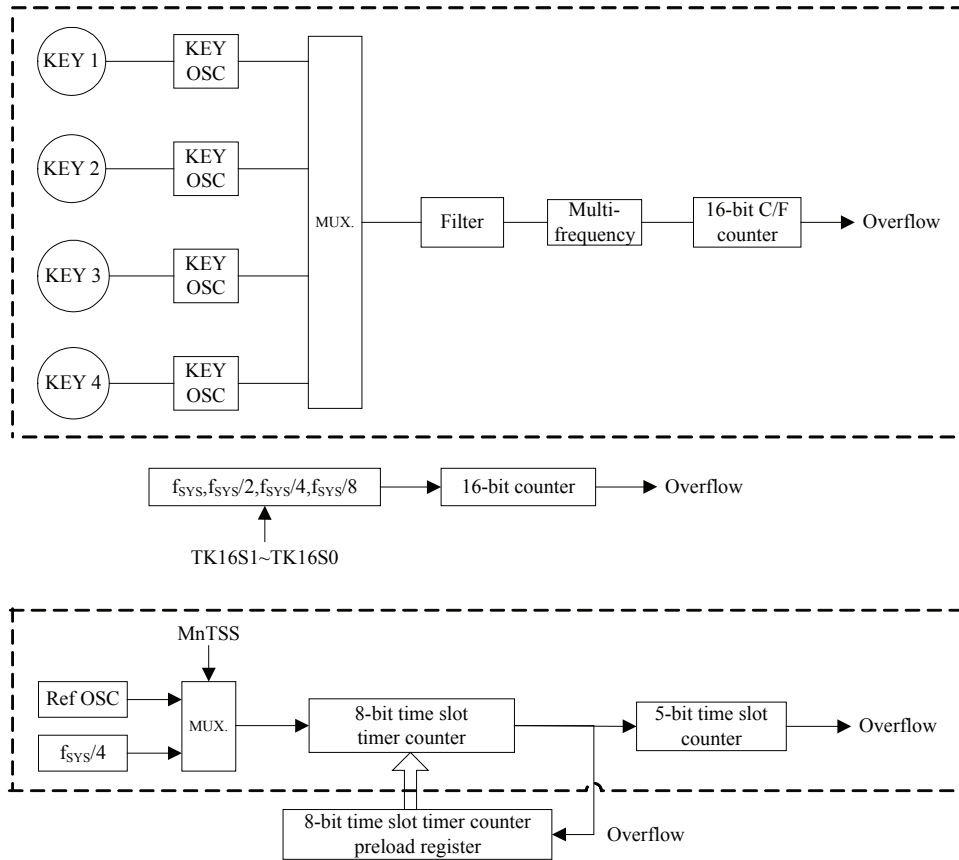 KEY 1
KEY
OSC
KEY 2
KEY
OSC
KEY 3
KEY
OSC
KEY 4
KEY
OSC
MUX.
Filter
Multi-
frequency
16-bit C/F
counter
Overflow
fSYS,fSYS/2,fSYS/4,fSYS/8
16-bit counter
Overflow
TK16S1~TK16S0
MnTSS
Ref OSC
fSYS/4
MUX.
8-bit time slot
timer counter
5-bit time slot
counter
Overflow
8-bit time slot timer counter
preload register
Overflow